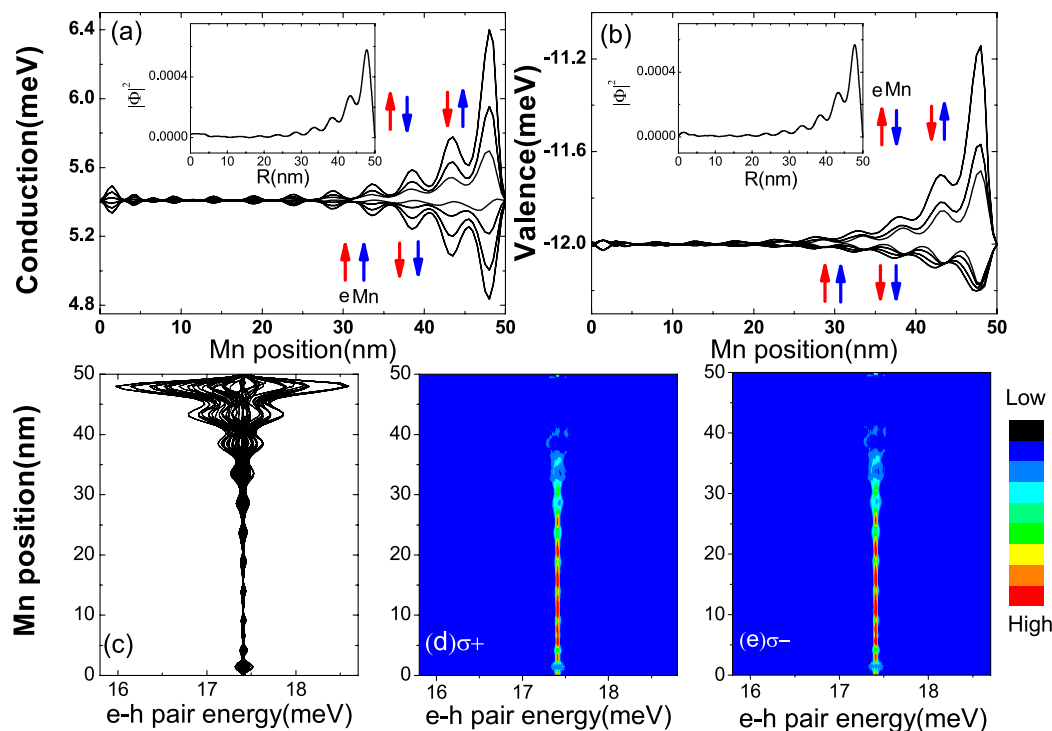 (a)
Conduction(meV)
6.4
6.0
5.6
5.2
4.8
0 10 20 30 40 50
Mn position(nm)
|Φ|²
0.0004
0.0000
0 10 20 30 40 50
R(nm)
e Mn
(b)
Valence(meV)
-11.2
-11.6
-12.0
0 10 20 30 40 50
Mn position(nm)
|Φ|²
0.0004
0.0000
0 10 20 30 40 50
R(nm)
e Mn
Mn position(nm)
50
40
30
20
10
0
(c)
16 17 18
e-h pair energy(meV)
50
40
30
20
10
0
(d)σ+
16 17 18
e-h pair energy(meV)
50
40
30
20
10
0
(e)σ−
16 17 18
e-h pair energy(meV)
Low
High